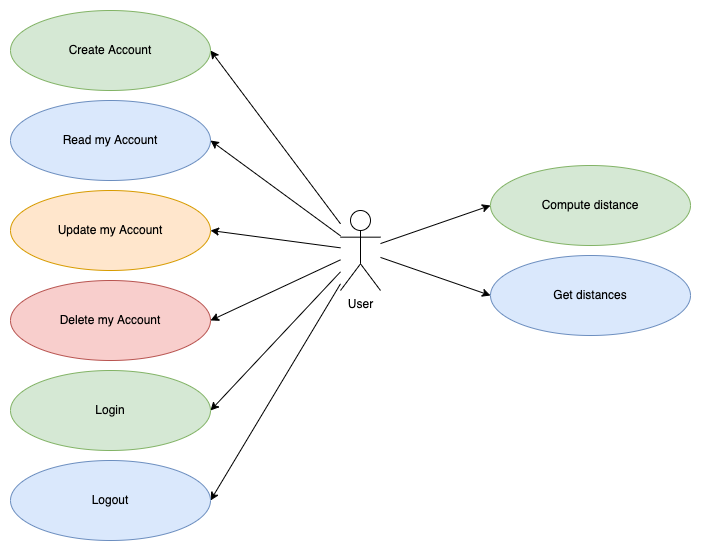 Create Account
Read my Account
Update my Account
Delete my Account
Login
Logout
User
Compute distance
Get distances